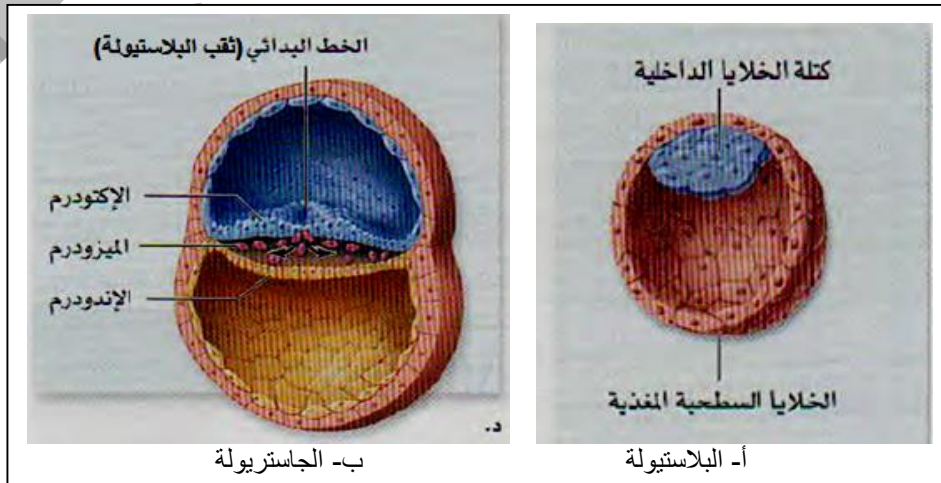 كتلة الخلايا الداخلية
الخلايا السطحية المغذية
أ- البلاستيولة
الخط البدائي (ثقب البلاستيولة)
الإكتودرم
الميزودرم
الإندودرم
د.
ب- الجاستريولة